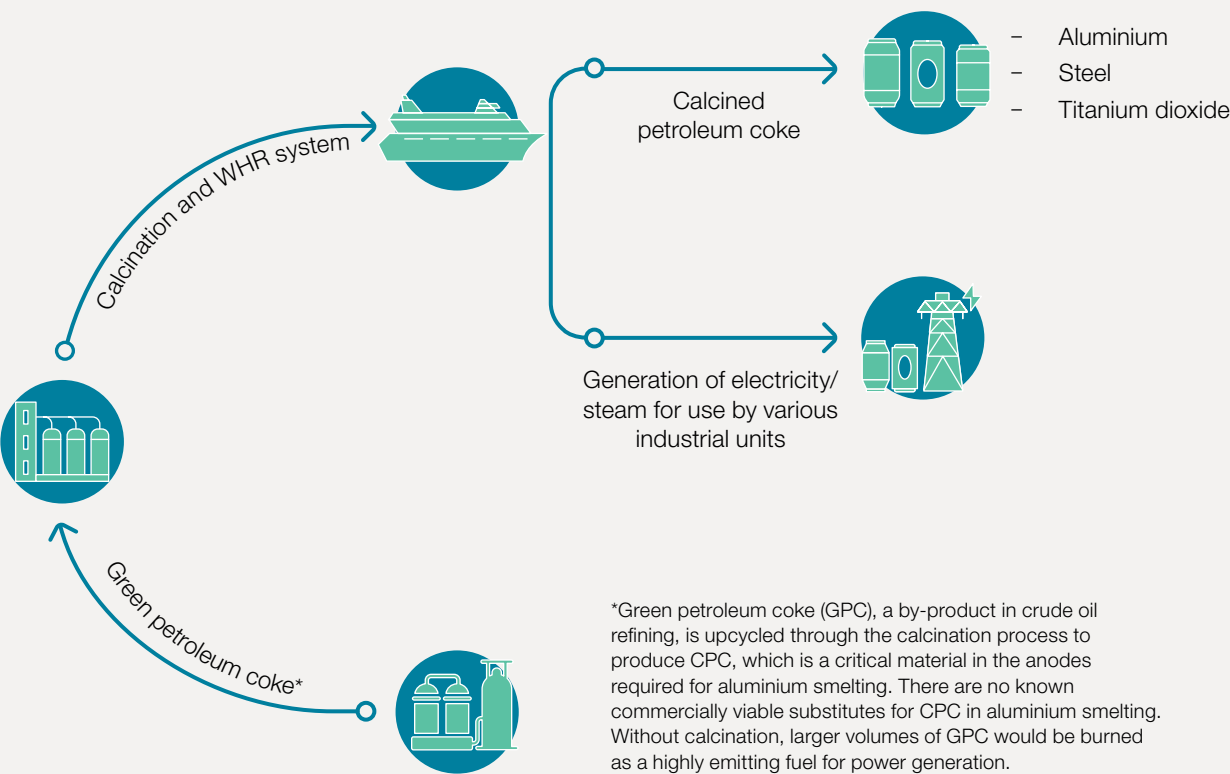 – Aluminium
– Steel
– Titanium dioxide
Calcined
petroleum coke
Calcination and WHR system
Generation of electricity/
steam for use by various
industrial units
Green petroleum coke*
*Green petroleum coke (GPC), a by-product in crude oil
refining, is upcycled through the calcination process to
produce CPC, which is a critical material in the anodes
required for aluminium smelting. There are no known
commercially viable substitutes for CPC in aluminium smelting.
Without calcination, larger volumes of GPC would be burned
as a highly emitting fuel for power generation.